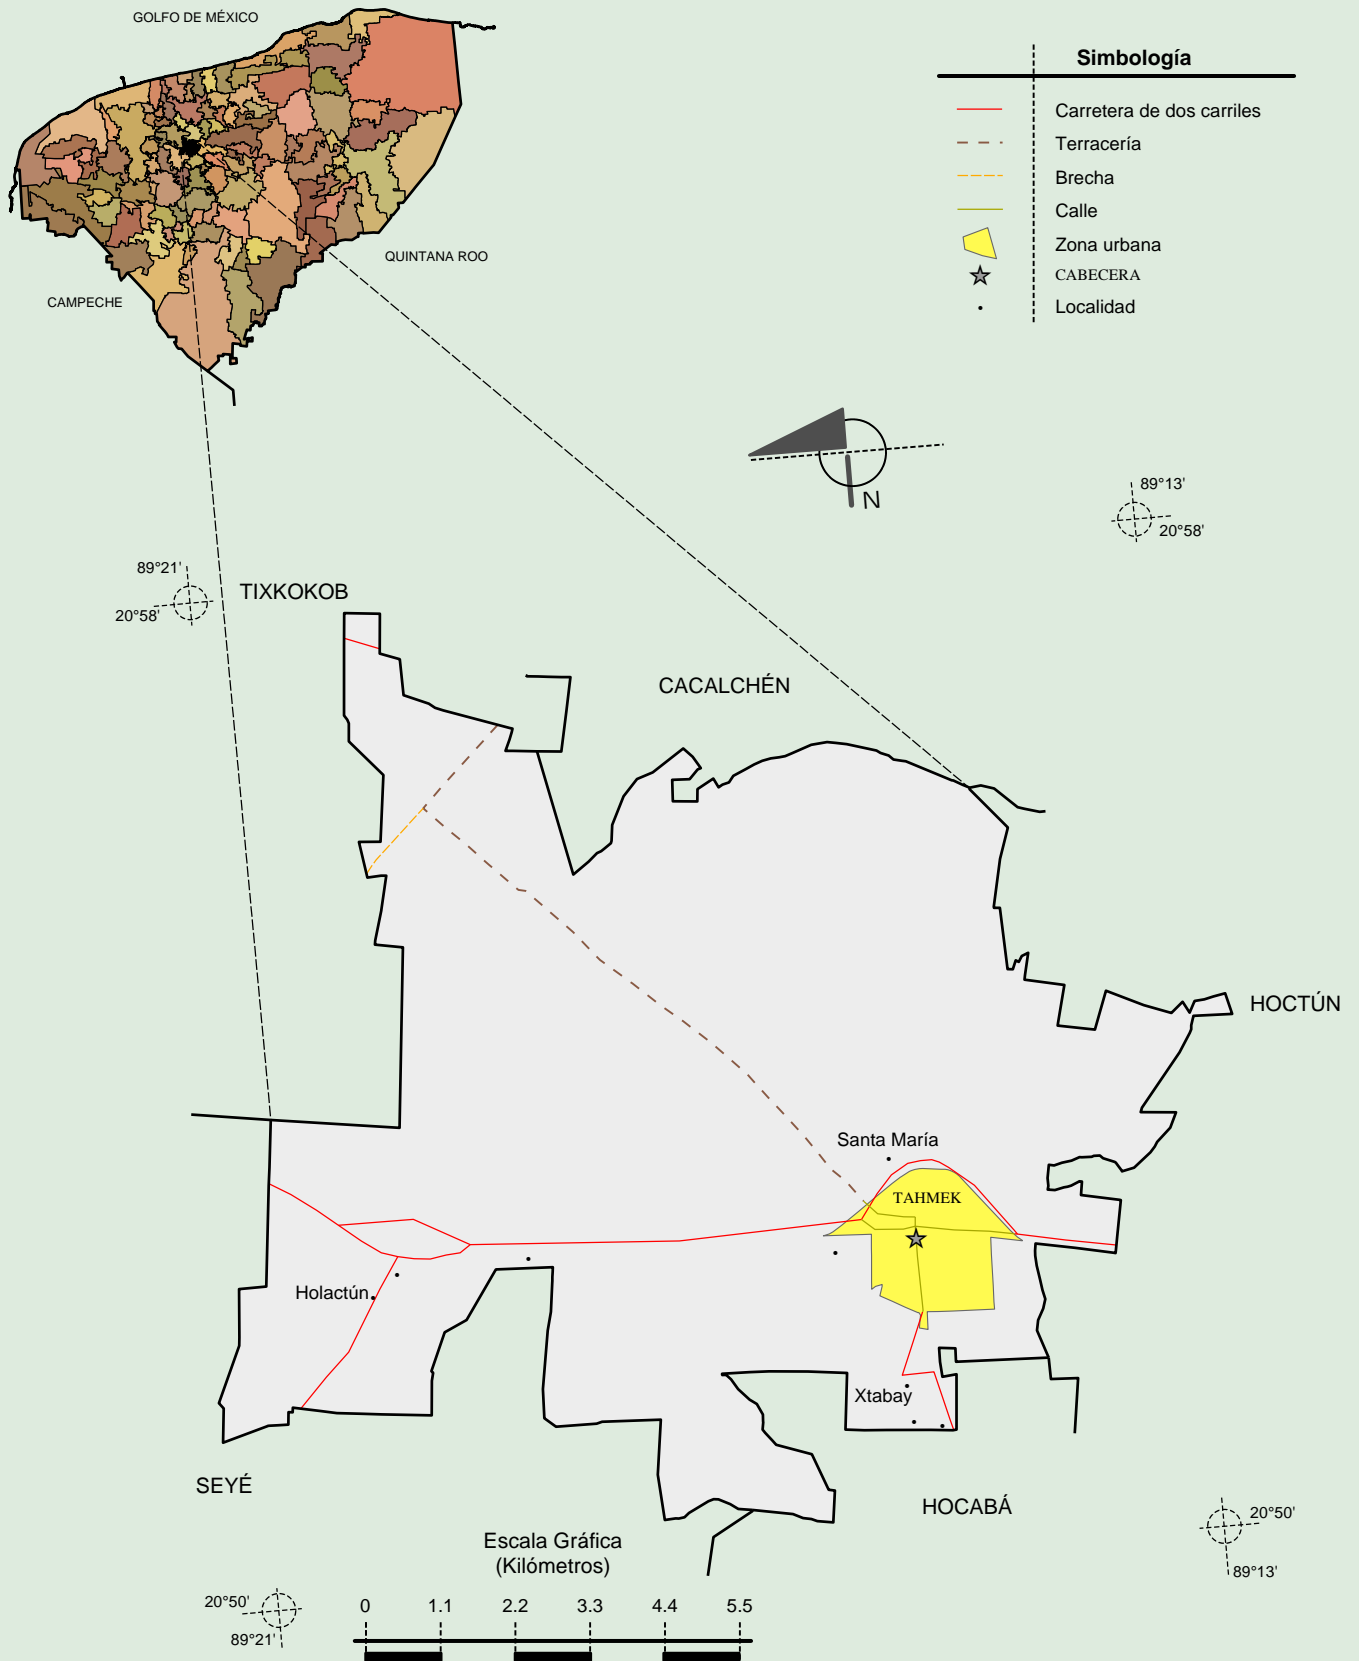 GOLFO DE MÉXICO
QUINTANA ROO
CAMPECHE
Simbología
Carretera de dos carriles
Terracería
Brecha
Calle
Zona urbana
CABECERA
Localidad
N
89°13'
20°58'
89°21'
20°58'
TIXKOKOB
CACALCHÉN
HOCTÚN
Santa María
TAHMEK
Holactún
Xtabay
SEYÉ
HOCABÁ
20°50'
89°13'
Escala Gráfica
(Kilómetros)
20°50'
89°21'
0 1.1 2.2 3.3 4.4 5.5